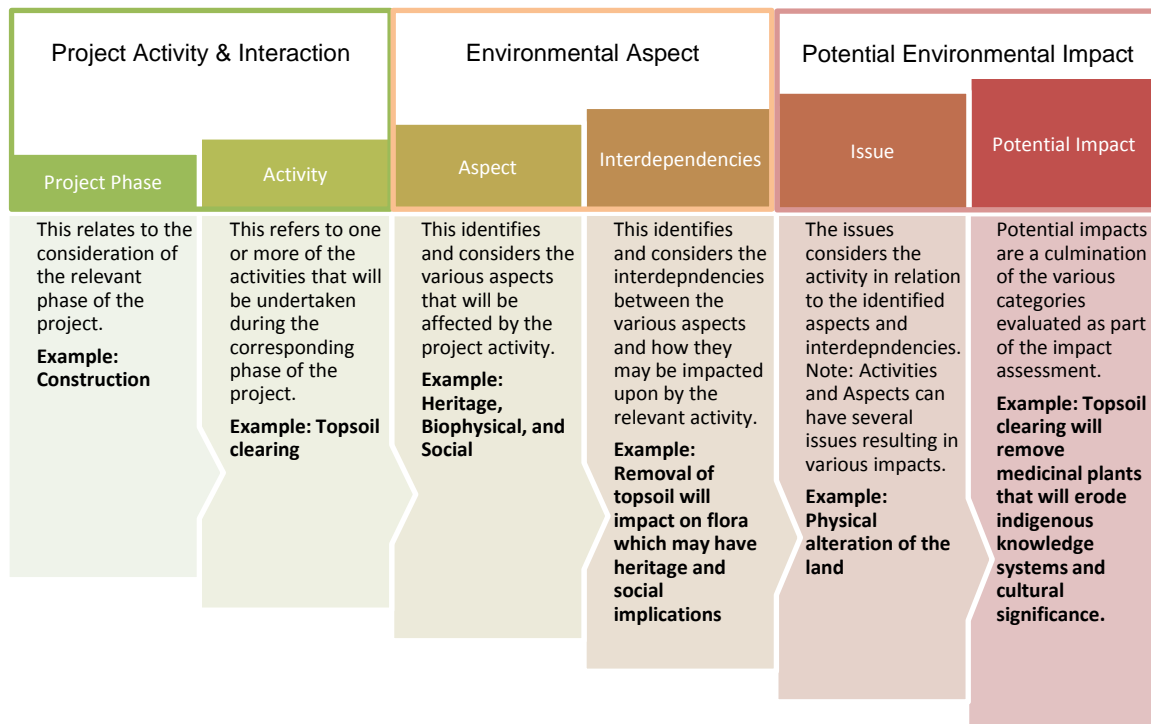 Project Activity & Interaction
Environmental Aspect
Potential Environmental Impact
Project Phase
Activity
Aspect
Interdependencies
Issue
Potential Impact
This relates to the
consideration of
the relevant
phase of the
project.
Example:
Construction
This refers to one
or more of the
activities that will
be undertaken
during the
corresponding
phase of the
project.
Example: Topsoil
clearing
This identifies
and considers the
various aspects
that will be
affected by the
project activity.
Example:
Heritage,
Biophysical, and
Social
This identifies
and considers the
interdepndencies
between the
various aspects
and how they
may be impacted
upon by the
relevant activity.
Example:
Removal of
topsoil will
impact on flora
which may have
heritage and
social
implications
The issues
considers the
activity in relation
to the identified
aspects and
interdepndencies.
Note: Activities
and Aspects can
have several
issues resulting in
various impacts.
Example:
Physical
alteration of the
land
Potential impacts
are a culmination
of the various
categories
evaluated as part
of the impact
assessment.
Example: Topsoil
clearing will
remove
medicinal plants
that will erode
indigenous
knowledge
systems and
cultural
significance.